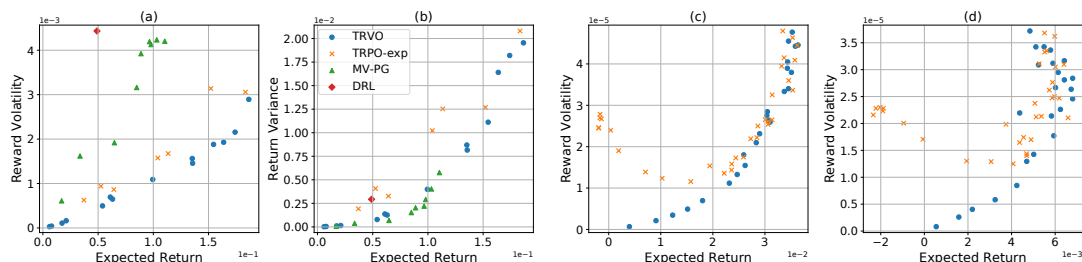 (a)
1e−3
Reward Volatility
4
3
2
1
0
0.0
0.5
1.0
1.5
1e−1
Expected Return
(b)
1e−2
Return Variance
2.00
1.75
1.50
1.25
1.00
0.75
0.50
0.25
0.00
TRVO
TRPO-exp
MV-PG
DRL
0.0
0.5
1.0
1.5
1e−1
Expected Return
(c)
1e−5
Reward Volatility
5
4
3
2
1
0
0
1
2
3
1e−2
Expected Return
(d)
1e−5
Reward Volatility
3.5
3.0
2.5
2.0
1.5
1.0
0.5
0.0
−2
0
2
4
6
1e−3
Expected Return